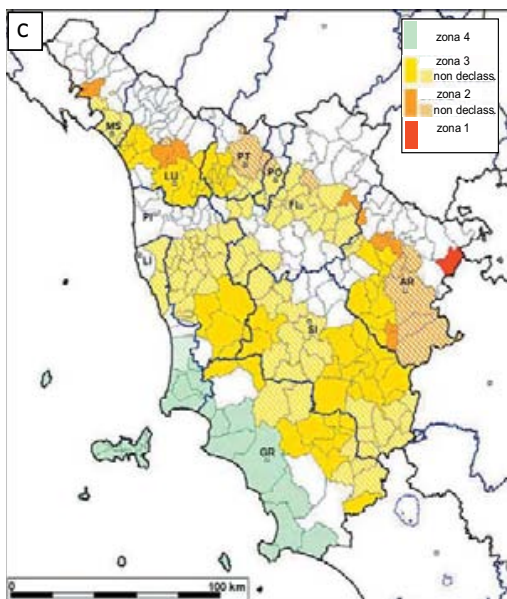 C
zona 4
zona 3
non declass.
zona 2
non declass.
zona 1
MS
LU
PT
PO
PI
FI
LI
AR
SI
GR
0 100 km